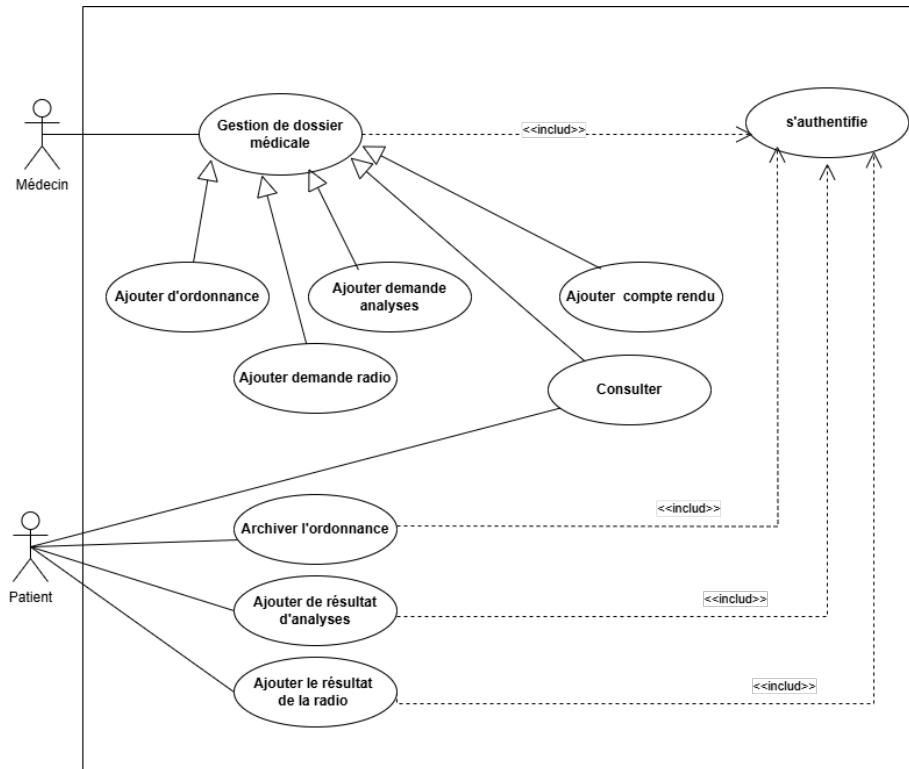 Gestion de dossier
médicale
<<includ>>
s'authentifie
Médecin
Ajouter d'ordonnance
Ajouter demande
analyses
Ajouter compte rendu
Ajouter demande radio
Consulter
Archiver l'ordonnance
<<includ>>
Patient
Ajouter de résultat
d'analyses
<<includ>>
Ajouter le résultat
de la radio
<<includ>>